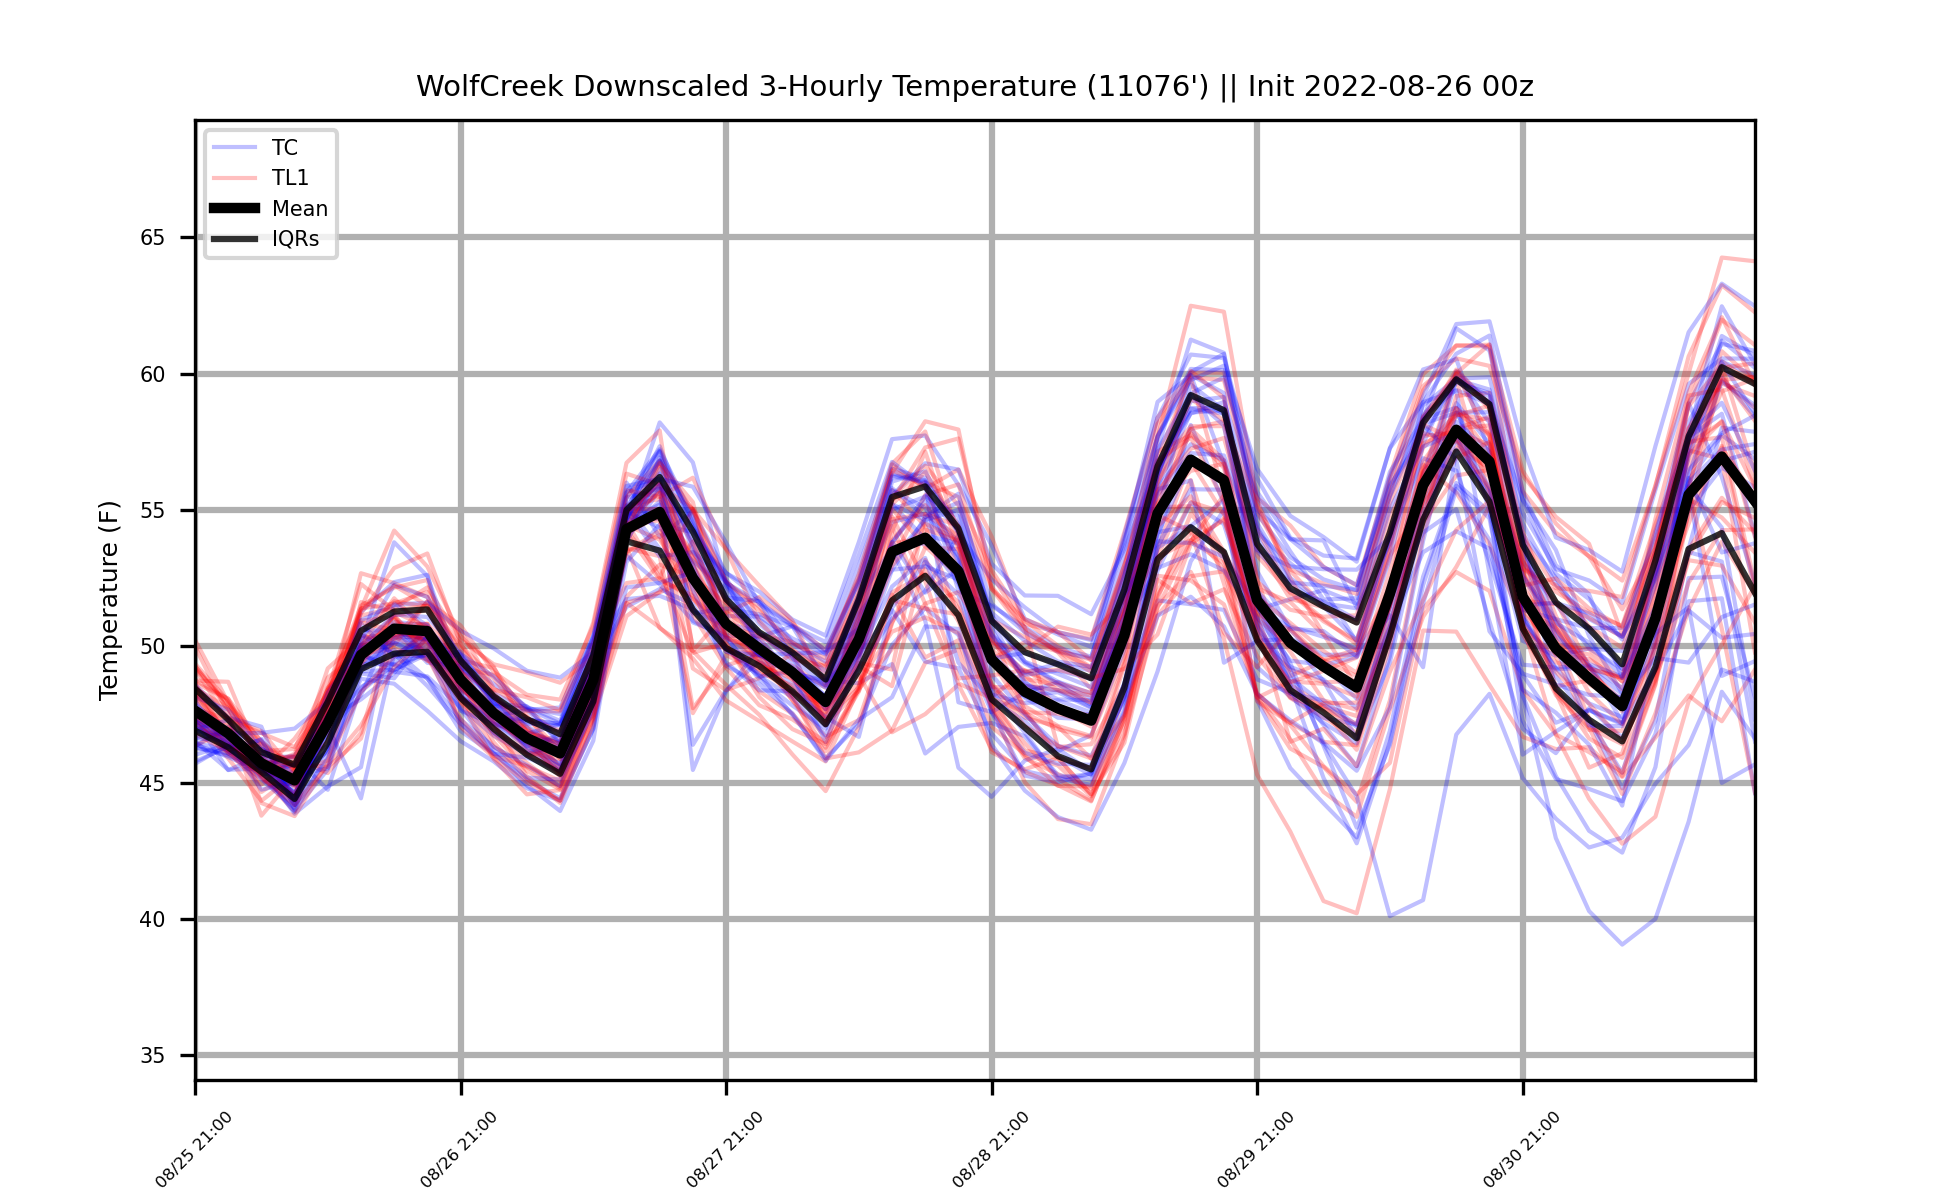 WolfCreek Downscaled 3-Hourly Temperature (11076') || Init 2022-08-26 00z
TC
TL1
Mean
IQRs
Temperature (F)
65
60
55
50
45
40
35
08/25 21:00
08/26 21:00
08/27 21:00
08/28 21:00
08/29 21:00
08/30 21:00